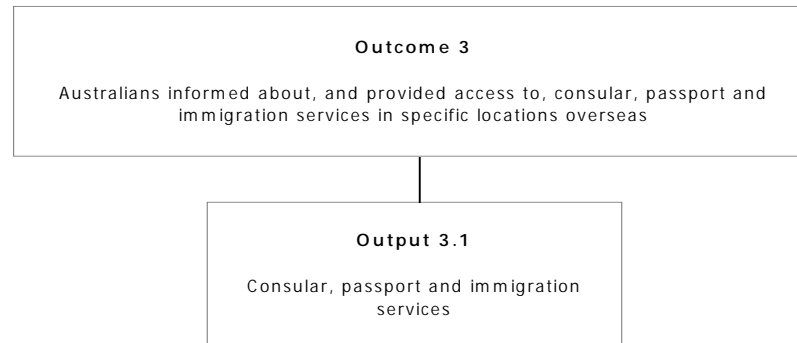 Outcome 3
Australians informed about, and provided access to, consular, passport and
immigration services in specific locations overseas
Output 3.1
Consular, passport and immigration
services